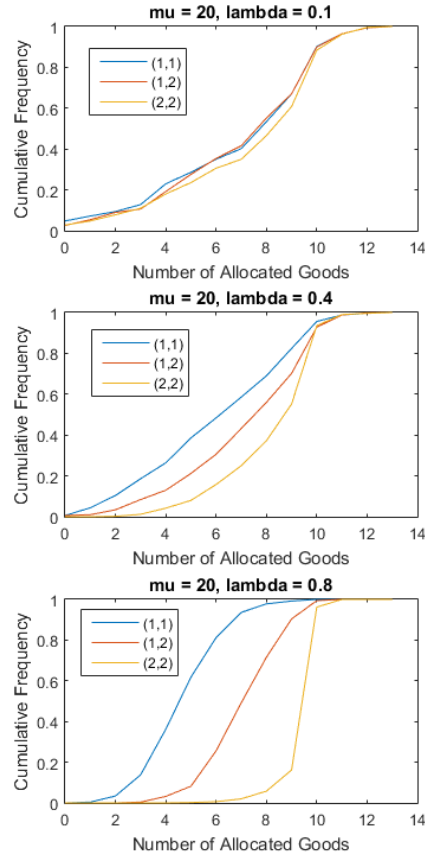 mu = 20, lambda = 0.1
1
0.8
0.6
0.4
0.2
0
Cumulative Frequency
(1,1)
(1,2)
(2,2)
0 2 4 6 8 10 12 14
Number of Allocated Goods
mu = 20, lambda = 0.4
1
0.8
0.6
0.4
0.2
0
Cumulative Frequency
(1,1)
(1,2)
(2,2)
0 2 4 6 8 10 12 14
Number of Allocated Goods
mu = 20, lambda = 0.8
1
0.8
0.6
0.4
0.2
0
Cumulative Frequency
(1,1)
(1,2)
(2,2)
0 2 4 6 8 10 12 14
Number of Allocated Goods